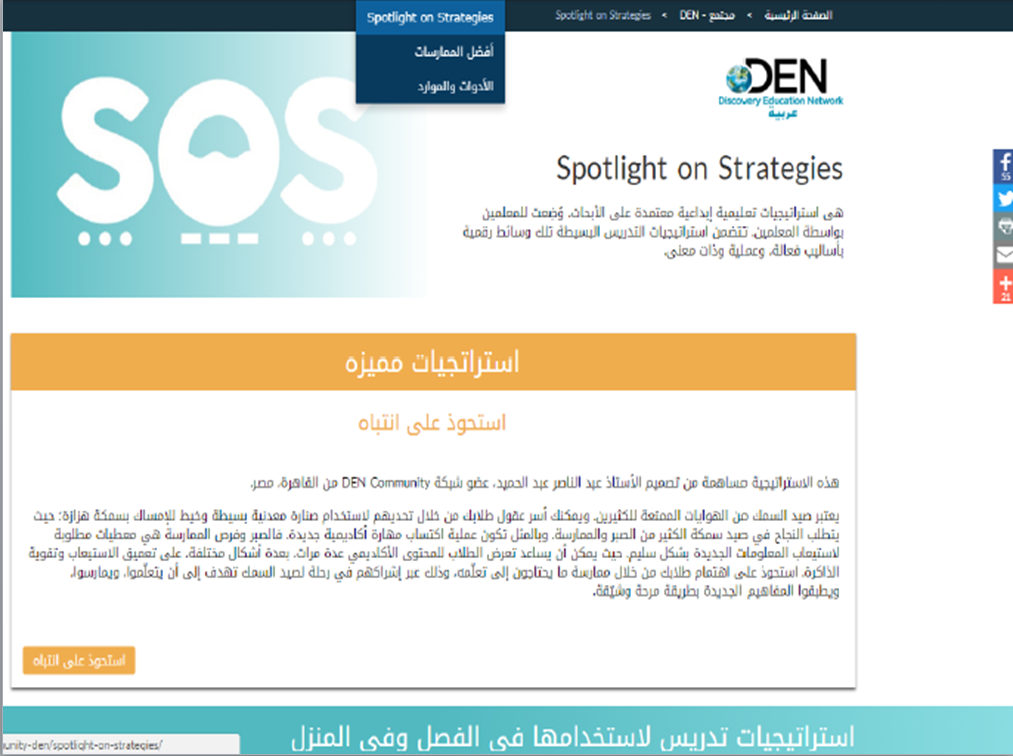 الصفحة الرئيسية > مجتمع - DEN > Spotlight on Strategies
Spotlight on Strategies
أفضل الممارسات
الأدوات والموارد
SOS
DEN
Discovery Education Network
عربية
Spotlight on Strategies
هي استراتيجيات تعليمية إبداعية معتمدة على الأبحاث. وُضعت للمعلمين
بواسطة المعلمين. تتضمن استراتيجيات التدريس البسيطة تلك وسائط رقمية
بأساليب فعالة، وعملية وذات معنى.
55
21
استراتجيات مميزه
استحوذ على انتباه
هذه الاستراتيجية مساهمة من تصميم الأستاذ عبد الناصر عبد الحميد، عضو شبكة DEN Community من القاهرة، مصر.
يعتبر صيد السمك من الهوايات الممتعة للكثيرين. ويمكنك أسر عقول طلابك من خلال تحديهم لاستخدام صنارة معدنية بسيطة وخيط للإمساك بسمكة هزازة؛ حيث
يتطلب النجاح في صيد سمكة الكثير من الصبر والممارسة. وبالمثل تكون عملية اكتساب مهارة أكاديمية جديدة. فالصبر وفرص الممارسة هي معطيات مطلوبة
لاستيعاب المعلومات الجديدة بشكل سليم. حيث يمكن أن يساعد تعرض الطلاب للمحتوى الأكاديمي عدة مرات، بعدة أشكال مختلفة، على تعميق الاستيعاب وتقوية
الذاكرة. استحوذ على اهتمام طلابك من خلال ممارسة ما يحتاجون إلى تعلّمه، وذلك عبر إشراكهم في رحلة لصيد السمك تهدف إلى أن يتعلّموا، ويمارسوا،
ويطبقوا المفاهيم الجديدة بطريقة مرحة وشيّقة.
استحوذ على انتباه
استراتيجيات تدريس لاستخدامها في الفصل وفي المنزل
unity-den/spotlight-on-strategies/